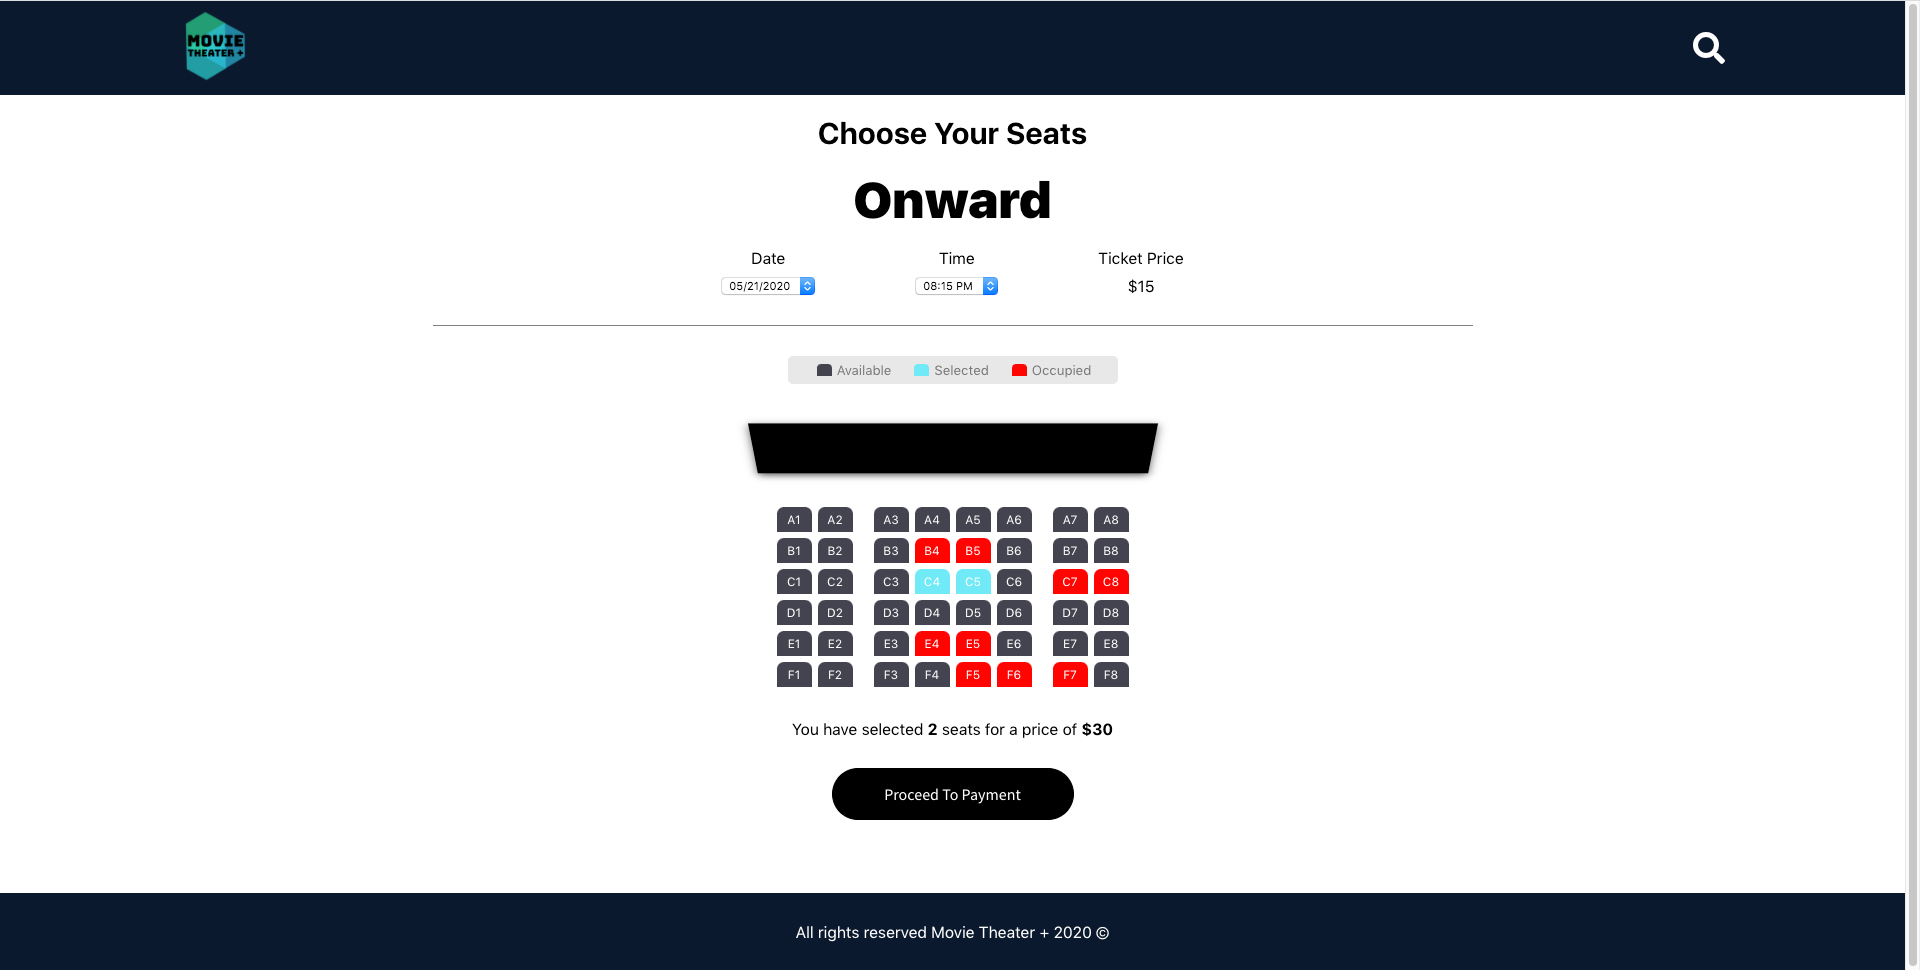 MOVIE
THEATER +
Choose Your Seats
Onward
Date Time Ticket Price
05/21/2020 08:15 PM $15
Available Selected Occupied
A1 A2 A3 A4 A5 A6 A7 A8
B1 B2 B3 B4 B5 B6 B7 B8
C1 C2 C3 C4 C5 C6 C7 C8
D1 D2 D3 D4 D5 D6 D7 D8
E1 E2 E3 E4 E5 E6 E7 E8
F1 F2 F3 F4 F5 F6 F7 F8
You have selected 2 seats for a price of $30
Proceed To Payment
All rights reserved Movie Theater + 2020 ©